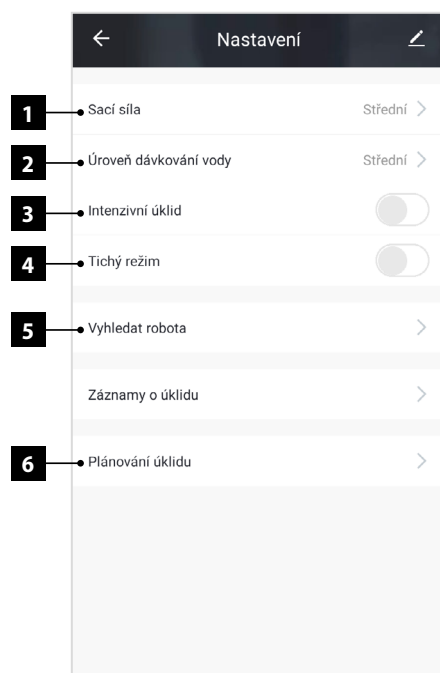 Nastavení
1 Sací síla Střední
2 Úroveň dávkování vody Střední
3 Intenzivní úklid
4 Tichý režim
5 Vyhledat robota
Záznamy o úklidu
6 Plánování úklidu